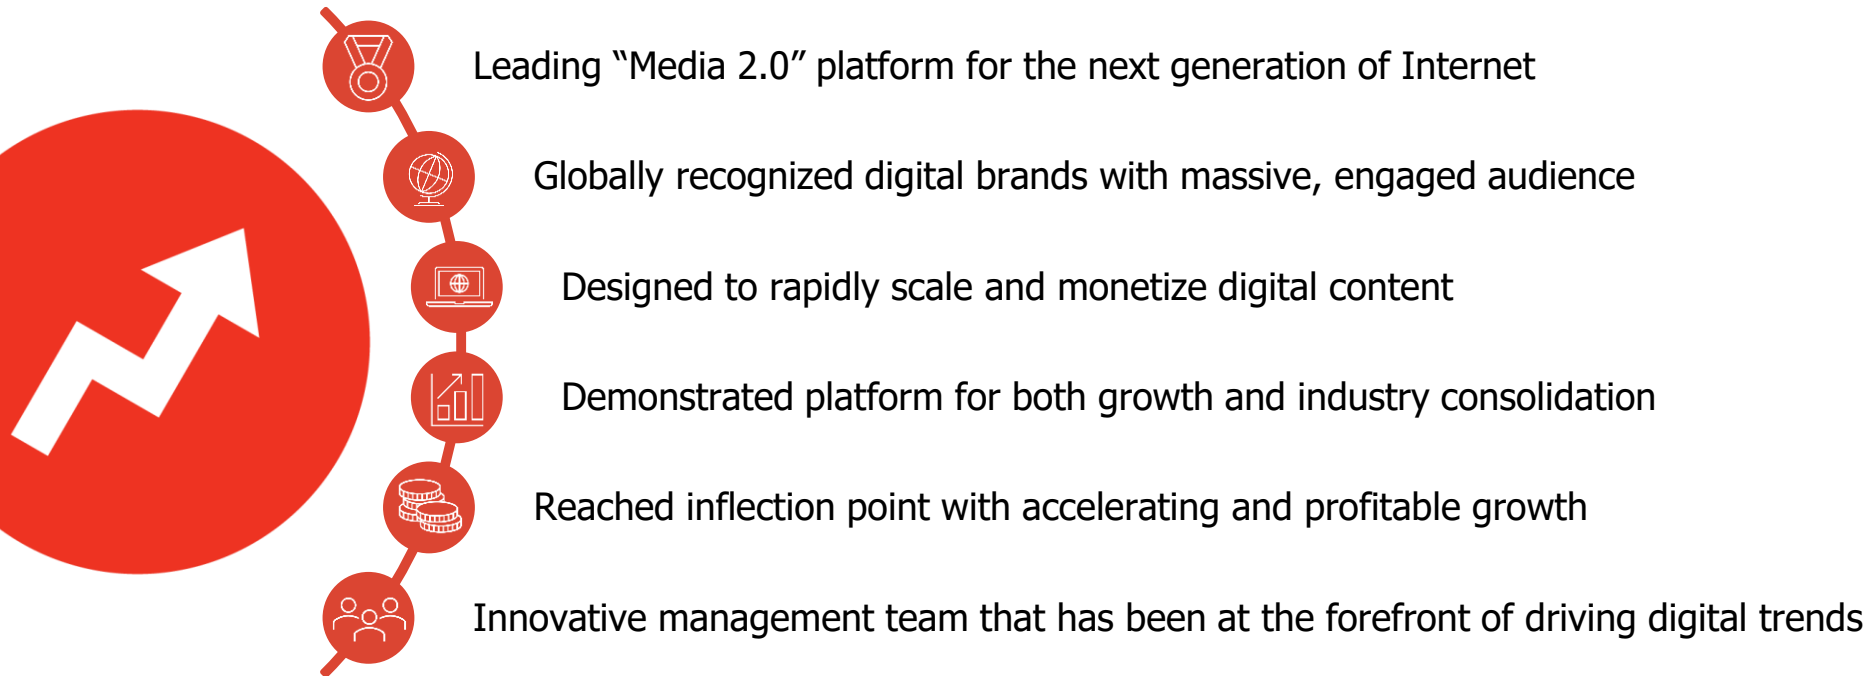 Leading “Media 2.0” platform for the next generation of Internet
Globally recognized digital brands with massive, engaged audience
Designed to rapidly scale and monetize digital content
Demonstrated platform for both growth and industry consolidation
Reached inflection point with accelerating and profitable growth
Innovative management team that has been at the forefront of driving digital trends